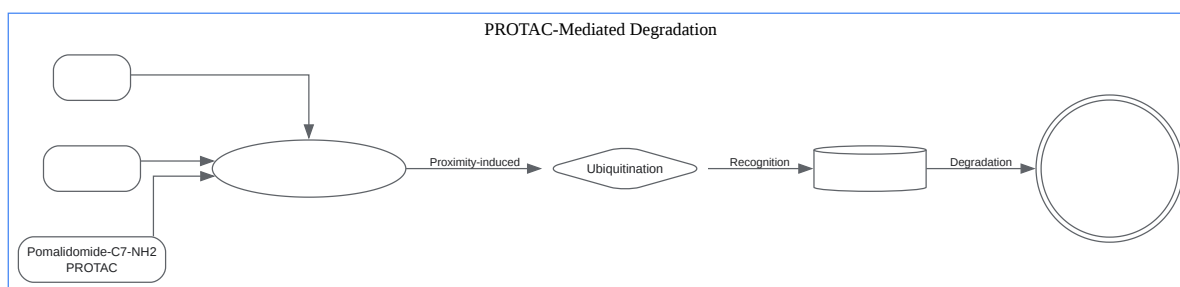 PROTAC-Mediated Degradation
Proximity-induced
Ubiquitination
Recognition
Degradation
Pomalidomide-C7-NH2
PROTAC